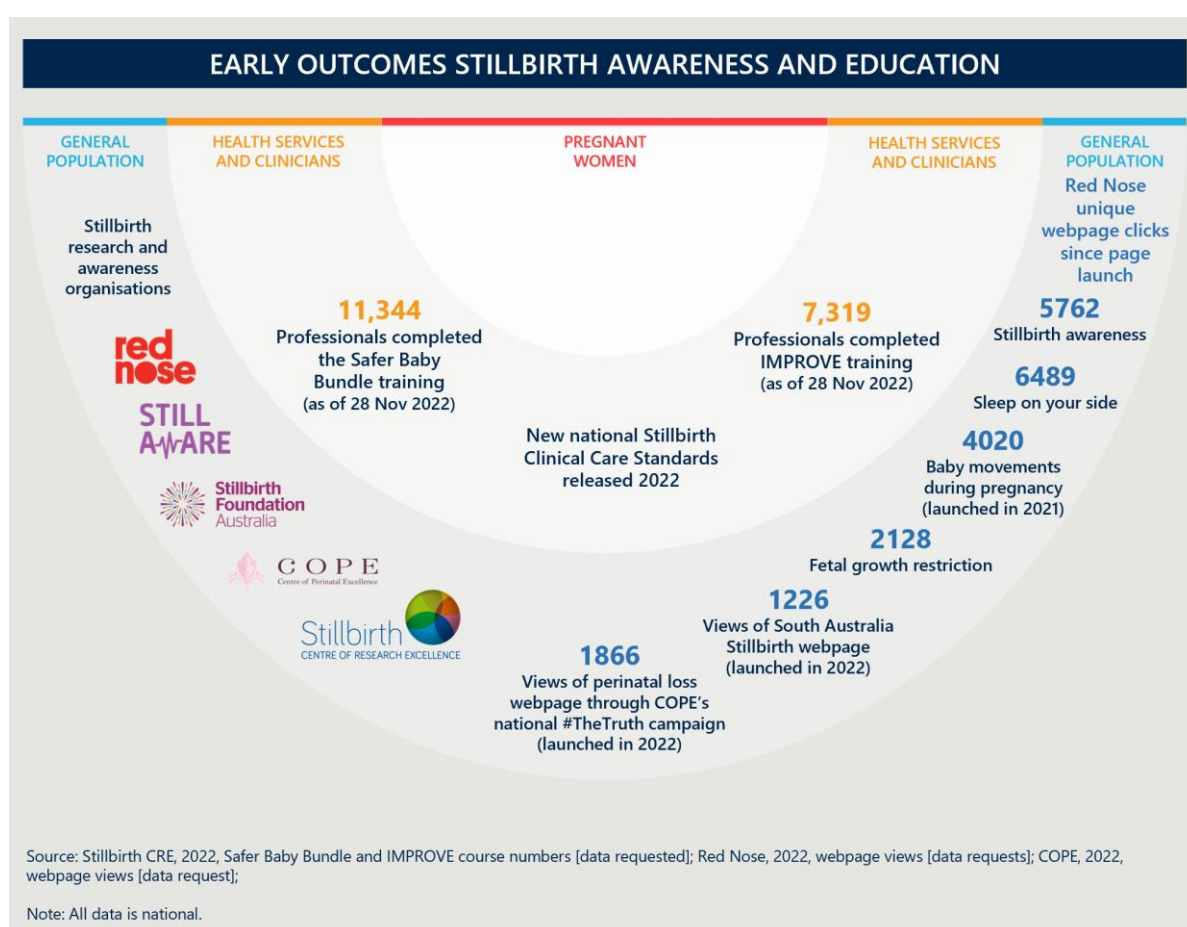 EARLY OUTCOMES STILLBIRTH AWARENESS AND EDUCATION
GENERAL
POPULATION
HEALTH SERVICES
AND CLINICIANS
PREGNANT
WOMEN
HEALTH SERVICES
AND CLINICIANS
GENERAL
POPULATION
Stillbirth
research and
awareness
organisations
red
nose
STILL
AWARE
Stillbirth
Foundation
Australia
COPE
Centre of Perinatal Excellence
Stillbirth
CENTRE OF RESEARCH EXCELLENCE
11,344
Professionals completed
the Safer Baby
Bundle training
(as of 28 Nov 2022)
New national Stillbirth
Clinical Care Standards
released 2022
7,319
Professionals completed
IMPROVE training
(as of 28 Nov 2022)
Red Nose
unique
webpage clicks
since page
launch
5762
Stillbirth awareness
6489
Sleep on your side
4020
Baby movements
during pregnancy
(launched in 2021)
2128
Fetal growth restriction
1226
Views of South Australia
Stillbirth webpage
(launched in 2022)
1866
Views of perinatal loss
webpage through COPE's
national #TheTruth campaign
(launched in 2022)
Source: Stillbirth CRE, 2022, Safer Baby Bundle and IMPROVE course numbers [data requested]; Red Nose, 2022, webpage views [data requests]; COPE, 2022,
webpage views [data request];
Note: All data is national.